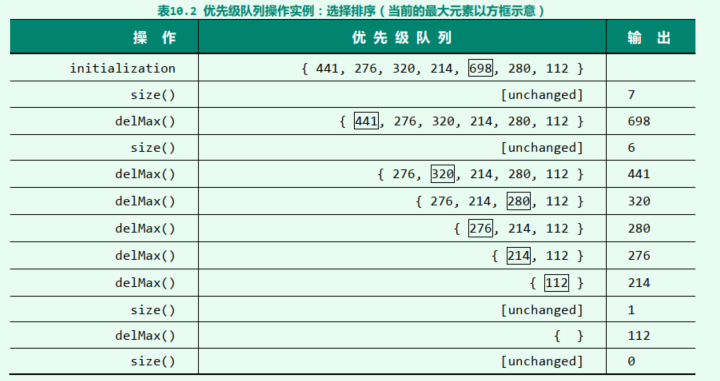 表10.2 优先级队列操作实例：选择排序（当前的最大元素以方框示意）
操 作 优 先 级 队 列 输 出
initialization { 441, 276, 320, 214, 698, 280, 112 }
size() [unchanged] 7
delMax() { 441, 276, 320, 214, 280, 112 } 698
size() [unchanged] 6
delMax() { 276, 320, 214, 280, 112 } 441
delMax() { 276, 214, 280, 112 } 320
delMax() { 276, 214, 112 } 280
delMax() { 214, 112 } 276
delMax() { 112 } 214
size() [unchanged] 1
delMax() { } 112
size() [unchanged] 0